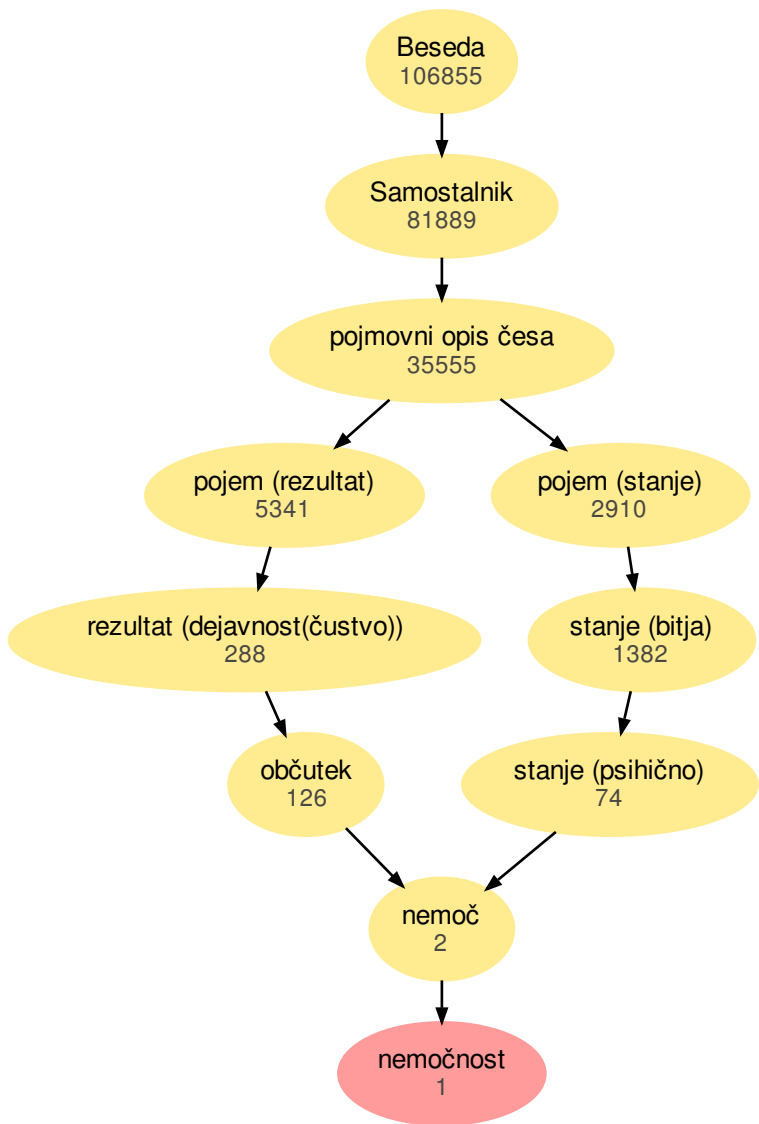 Beseda
106855
Samostalnik
81889
pojmovni opis česa
35555
pojem (rezultat)
5341
pojem (stanje)
2910
rezultat (dejavnost(čustvo))
288
stanje (bitja)
1382
občutek
126
stanje (psihično)
74
nemoč
2
nemočnost
1